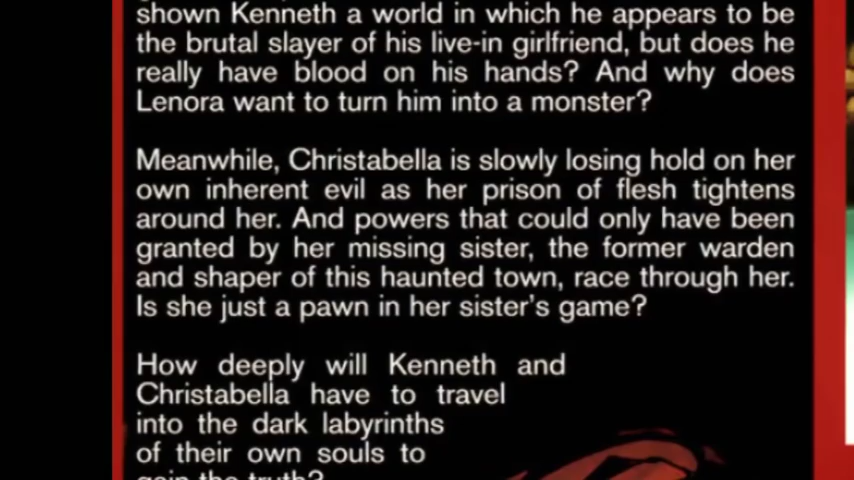 shown Kenneth a world in which he appears to be
the brutal slayer of his live-in girlfriend, but does he
really have blood on his hands? And why does
Lenora want to turn him into a monster?
Meanwhile, Christabella is slowly losing hold on her
own inherent evil as her prison of flesh tightens
around her. And powers that could only have been
granted by her missing sister, the former warden
and shaper of this haunted town, race through her.
Is she just a pawn in her sister's game?
How deeply will Kenneth and
Christabella have to travel
into the dark labyrinths
of their own souls to
gain the truth?